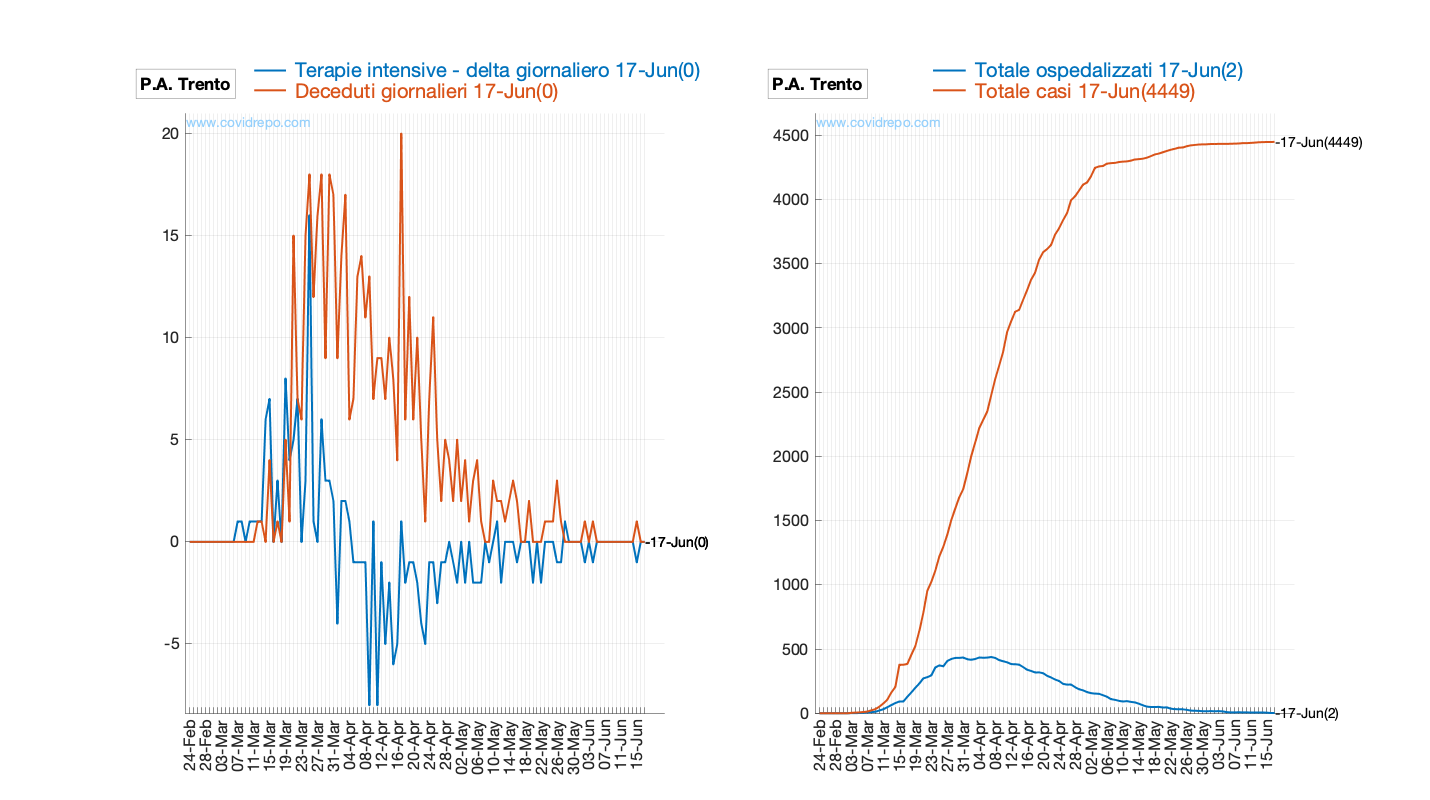 P.A. Trento
Terapie intensive - delta giornaliero 17-Jun(0)
Deceduti giornalieri 17-Jun(0)
www.covidrepo.com
20
15
10
5
0
-5
-17-Jun(0)
24-Feb
28-Feb
03-Mar
07-Mar
11-Mar
15-Mar
19-Mar
23-Mar
27-Mar
31-Mar
04-Apr
08-Apr
12-Apr
16-Apr
20-Apr
24-Apr
28-Apr
02-May
06-May
10-May
14-May
18-May
22-May
26-May
30-May
03-Jun
07-Jun
11-Jun
15-Jun
P.A. Trento
Totale ospedalizzati 17-Jun(2)
Totale casi 17-Jun(4449)
www.covidrepo.com
4500
4000
3500
3000
2500
2000
1500
1000
500
0
-17-Jun(4449)
-17-Jun(2)
24-Feb
28-Feb
03-Mar
07-Mar
11-Mar
15-Mar
19-Mar
23-Mar
27-Mar
31-Mar
04-Apr
08-Apr
12-Apr
16-Apr
20-Apr
24-Apr
28-Apr
02-May
06-May
10-May
14-May
18-May
22-May
26-May
30-May
03-Jun
07-Jun
11-Jun
15-Jun